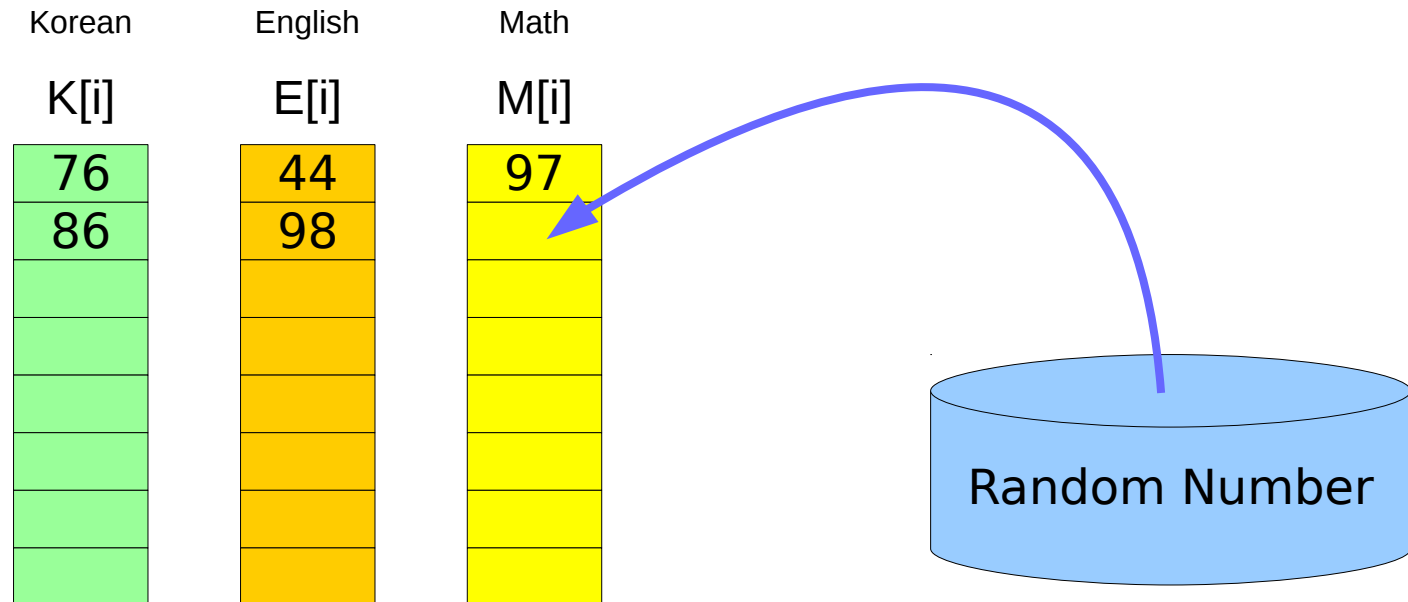 Korean English Math
K[i] E[i] M[i]
76 44 97
86 98
Random Number